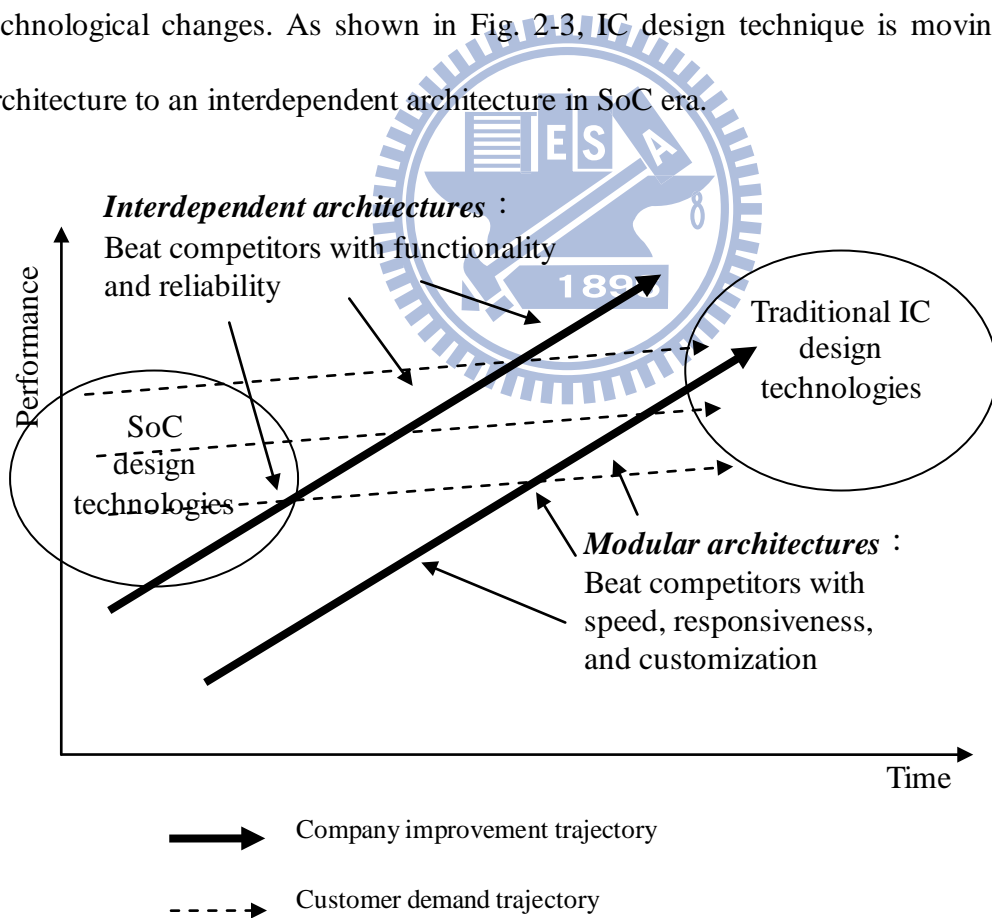 chnological changes. As shown in Fig. 2-3, IC design technique is movin
rchitecture to an interdependent architecture in SoC era.
E S A
1896
Interdependent architectures：
Beat competitors with functionality
and reliability
Performance
SoC
design
technologies
Traditional IC
design
technologies
Modular architectures：
Beat competitors with
speed, responsiveness,
and customization
Time
Company improvement trajectory
Customer demand trajectory